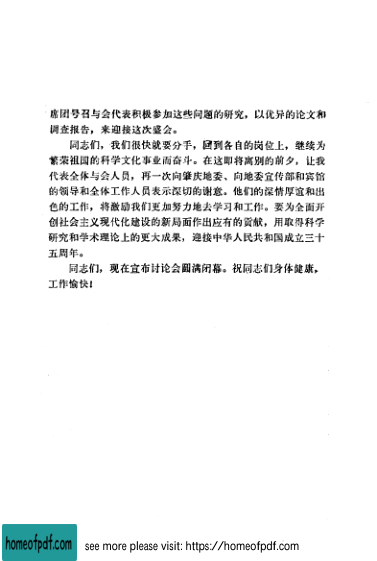 席团号召与会代表积极参加这些问题的研究，以优异的论文和
调查报告，来迎接这次盛会。
同志们，我们很快就要分手，回到各自的岗位上，继续为
繁荣祖国的科学文化事业而奋斗。在这即将离别的前夕，让我
代表全体与会人员，再一次向肇庆地委、向地委宣传部和宾馆
的领导和全体工作人员表示深切的谢意。他们的深情厚谊和出
色的工作，将激励我们更加努力地去学习和工作。要为全面开
创社会主义现代化建设的新局面作出应有的贡献，用取得科学
研究和学术理论上的更大成果，迎接中华人民共和国成立三十
五周年。
同志们，现在宣布讨论会圆满闭幕。祝同志们身体健康，
工作愉快！
homeofpdf.com
see more please visit: https://homeofpdf.com